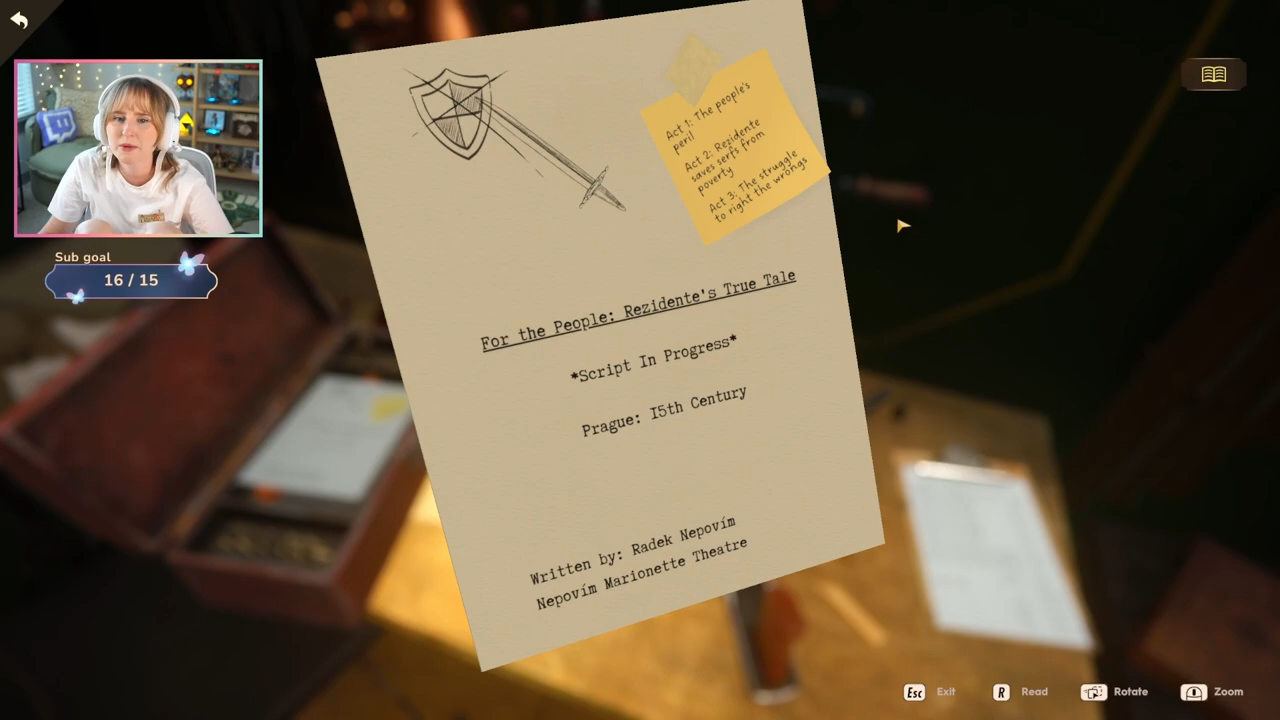 Sub goal
16 / 15
Act 1: The people's
peril
Act 2: Rezidente
saves serfs from
poverty
Act 3: The struggle
to right the wrongs
For the People: Rezidente's True Tale
*Script In Progress*
Prague: 15th Century
Written by: Radek Nepovím
Nepovím Marionette Theatre
Esc Exit R Read Rotate Zoom